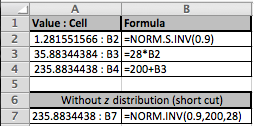 A B
1 Value : Cell Formula
2 1.281551566 : B2 =NORM.S.INV(0.9)
3 35.88344384 : B3 =28*B2
4 235.8834438 : B4 =200+B3
5
6 Without z distribution (short cut)
7 235.8834438 : B7 =NORM.INV(0.9,200,28)